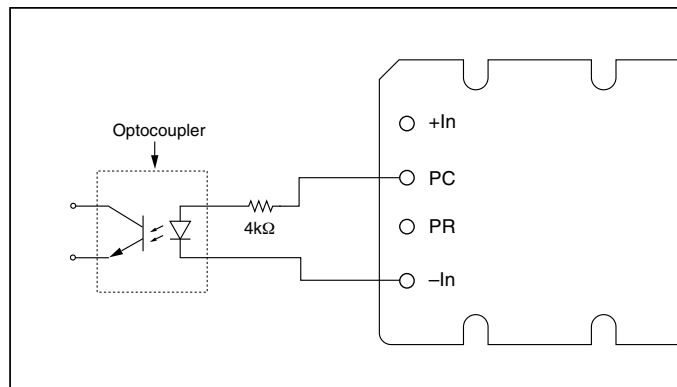 Optocoupler
+In
PC
4kΩ
PR
–In